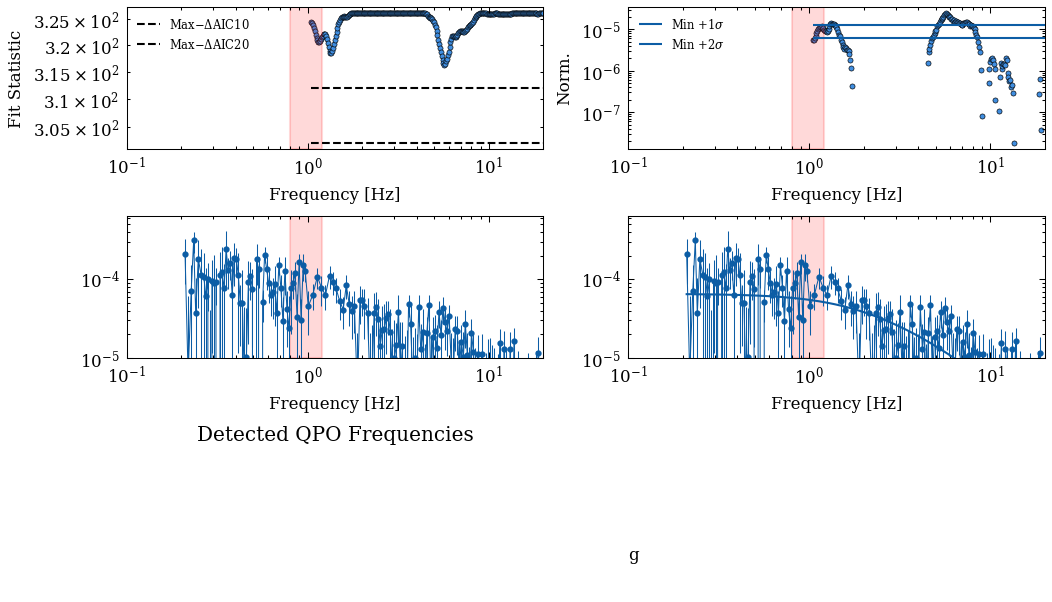 Fit Statistic
3.25 × 10²
3.2 × 10²
3.15 × 10²
3.1 × 10²
3.05 × 10²
Max−ΔAIC10
Max−ΔAIC20
10⁻¹ 10⁰ 10¹
Frequency [Hz]
Norm.
10⁻⁵
10⁻⁶
10⁻⁷
Min +1σ
Min +2σ
10⁻¹ 10⁰ 10¹
Frequency [Hz]
10⁻⁴
10⁻⁵
10⁻¹ 10⁰ 10¹
Frequency [Hz]
10⁻⁴
10⁻⁵
10⁻¹ 10⁰ 10¹
Frequency [Hz]
Detected QPO Frequencies
g